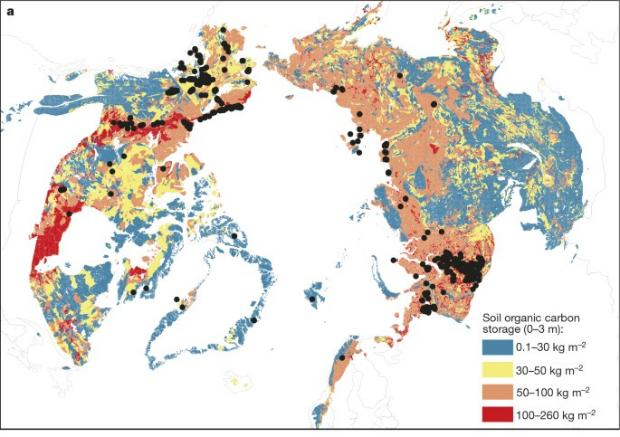 a
Soil organic carbon
storage (0–3 m):
0.1–30 kg m⁻²
30–50 kg m⁻²
50–100 kg m⁻²
100–260 kg m⁻²